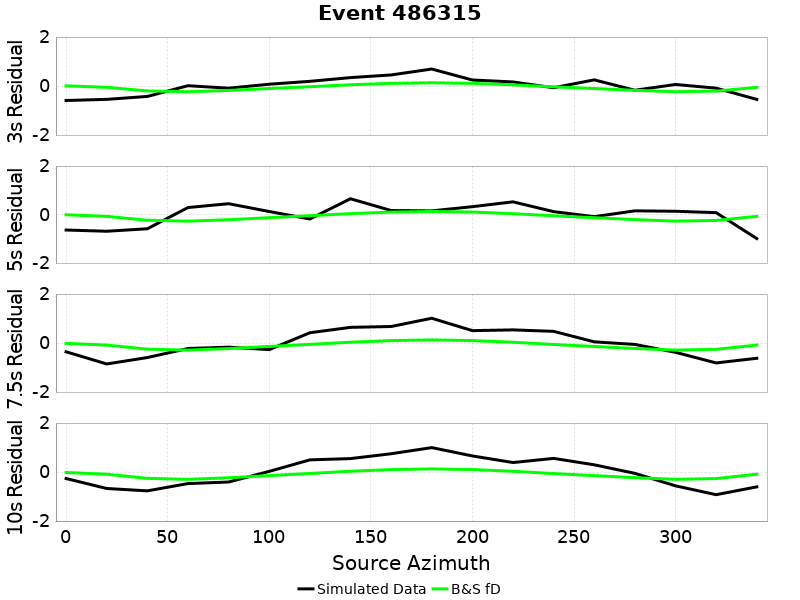 Event 486315
3s Residual
2
0
-2
5s Residual
2
0
-2
7.5s Residual
2
0
-2
10s Residual
2
0
-2
0 50 100 150 200 250 300
Source Azimuth
Simulated Data B&S fD